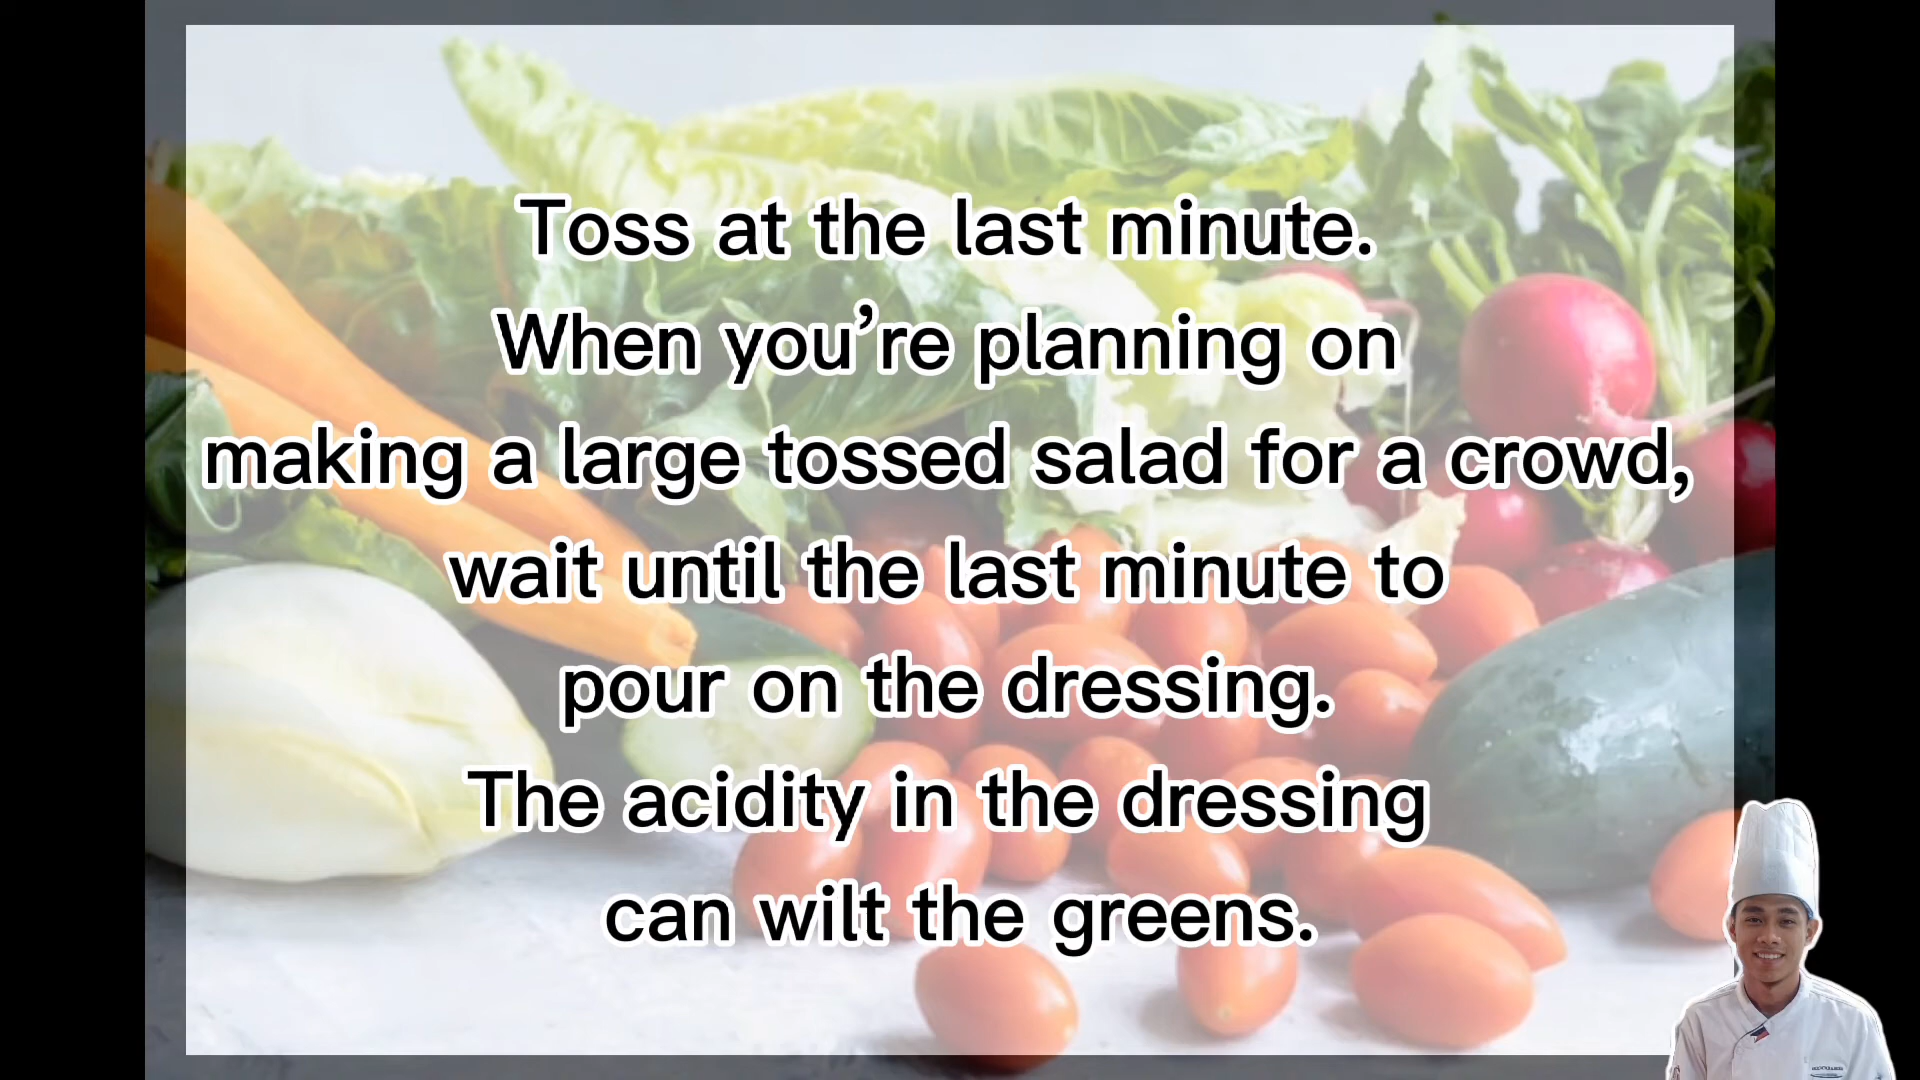 Toss at the last minute.
When you’re planning on
making a large tossed salad for a crowd,
wait until the last minute to
pour on the dressing.
The acidity in the dressing
can wilt the greens.